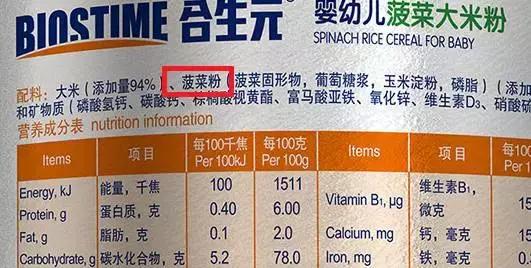 BIOSTIME 合生元 婴幼儿菠菜大米粉
SPINACH RICE CEREAL FOR BABY
配料：大米（添加量94%）、菠菜粉（菠菜固形物，葡萄糖浆，玉米淀粉，磷脂）
和矿物质（磷酸氢钙、碳酸钙、棕榈酸视黄酯、富马酸亚铁、氧化锌、维生素D₃、硝酸
营养成分表 nutrition information
Items 项目 每100千焦 Per 100kJ 每100克 Per 100g Items 项目
Energy, kJ 能量，千焦 100 1511 Vitamin B₁, μg 维生素B₁, 微克
Protein, g 蛋白质，克 0.40 6.00
Fat, g 脂肪，克 0.1 2.0 Calcium, mg 钙，毫克
Carbohydrate, g 碳水化合物，克 5.2 78.0 Iron, mg 铁，毫克